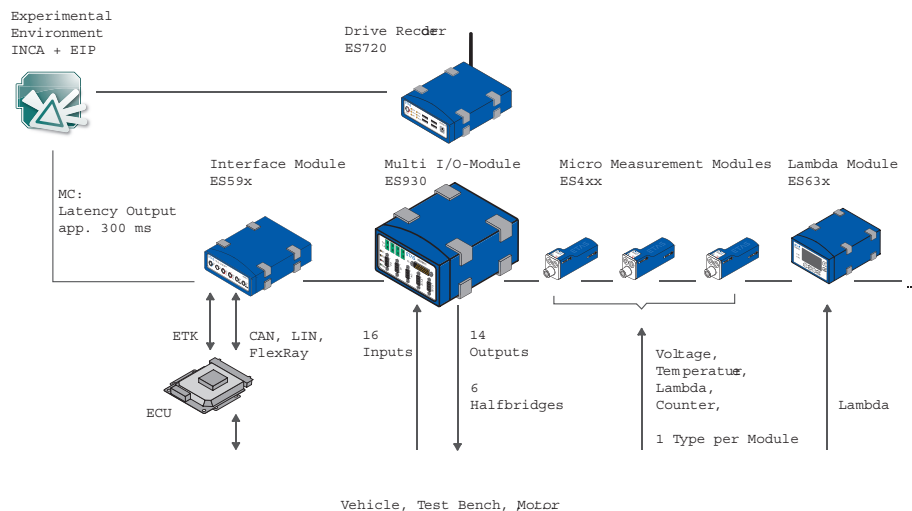 Experimental
Environment
INCA + EIP
Drive Recorder
ES720
Interface Module
ES59x
Multi I/O-Module
ES930
Micro Measurement Modules
ES4xx
Lambda Module
ES63x
MC:
Latency Output
app. 300 ms
ETK
CAN, LIN,
FlexRay
16
Inputs
14
Outputs
6
Halfbridges
Voltage,
Temperature,
Lambda,
Counter,
1 Type per Module
Lambda
ECU
Vehicle, Test Bench, Motor
…